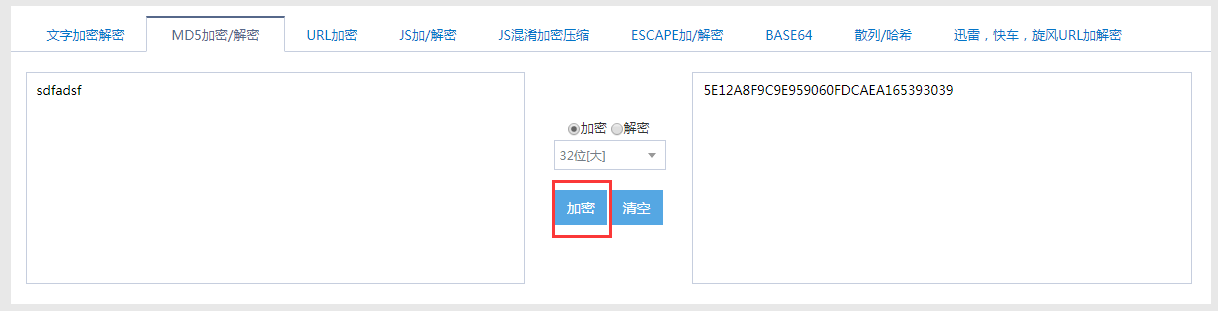 文字加密解密 MD5加密/解密 URL加密 JS加/解密 JS混淆加密压缩 ESCAPE加/解密 BASE64 散列/哈希 迅雷，快车，旋风URL加解密
sdfadsf
5E12A8F9C9E959060FDCAEA165393039
加密 解密
32位[大]
加密 清空